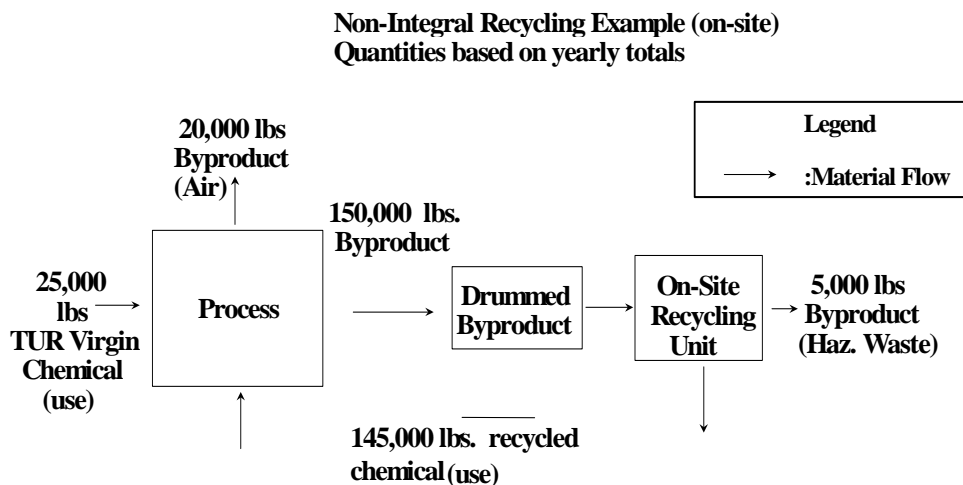 Non-Integral Recycling Example (on-site)
Quantities based on yearly totals
20,000 lbs
Byproduct
(Air)
Legend
:Material Flow
150,000 lbs.
Byproduct
25,000
lbs
TUR Virgin
Chemical
(use)
Process
Drummed
Byproduct
On-Site
Recycling
Unit
5,000 lbs
Byproduct
(Haz. Waste)
145,000 lbs. recycled
chemical (use)